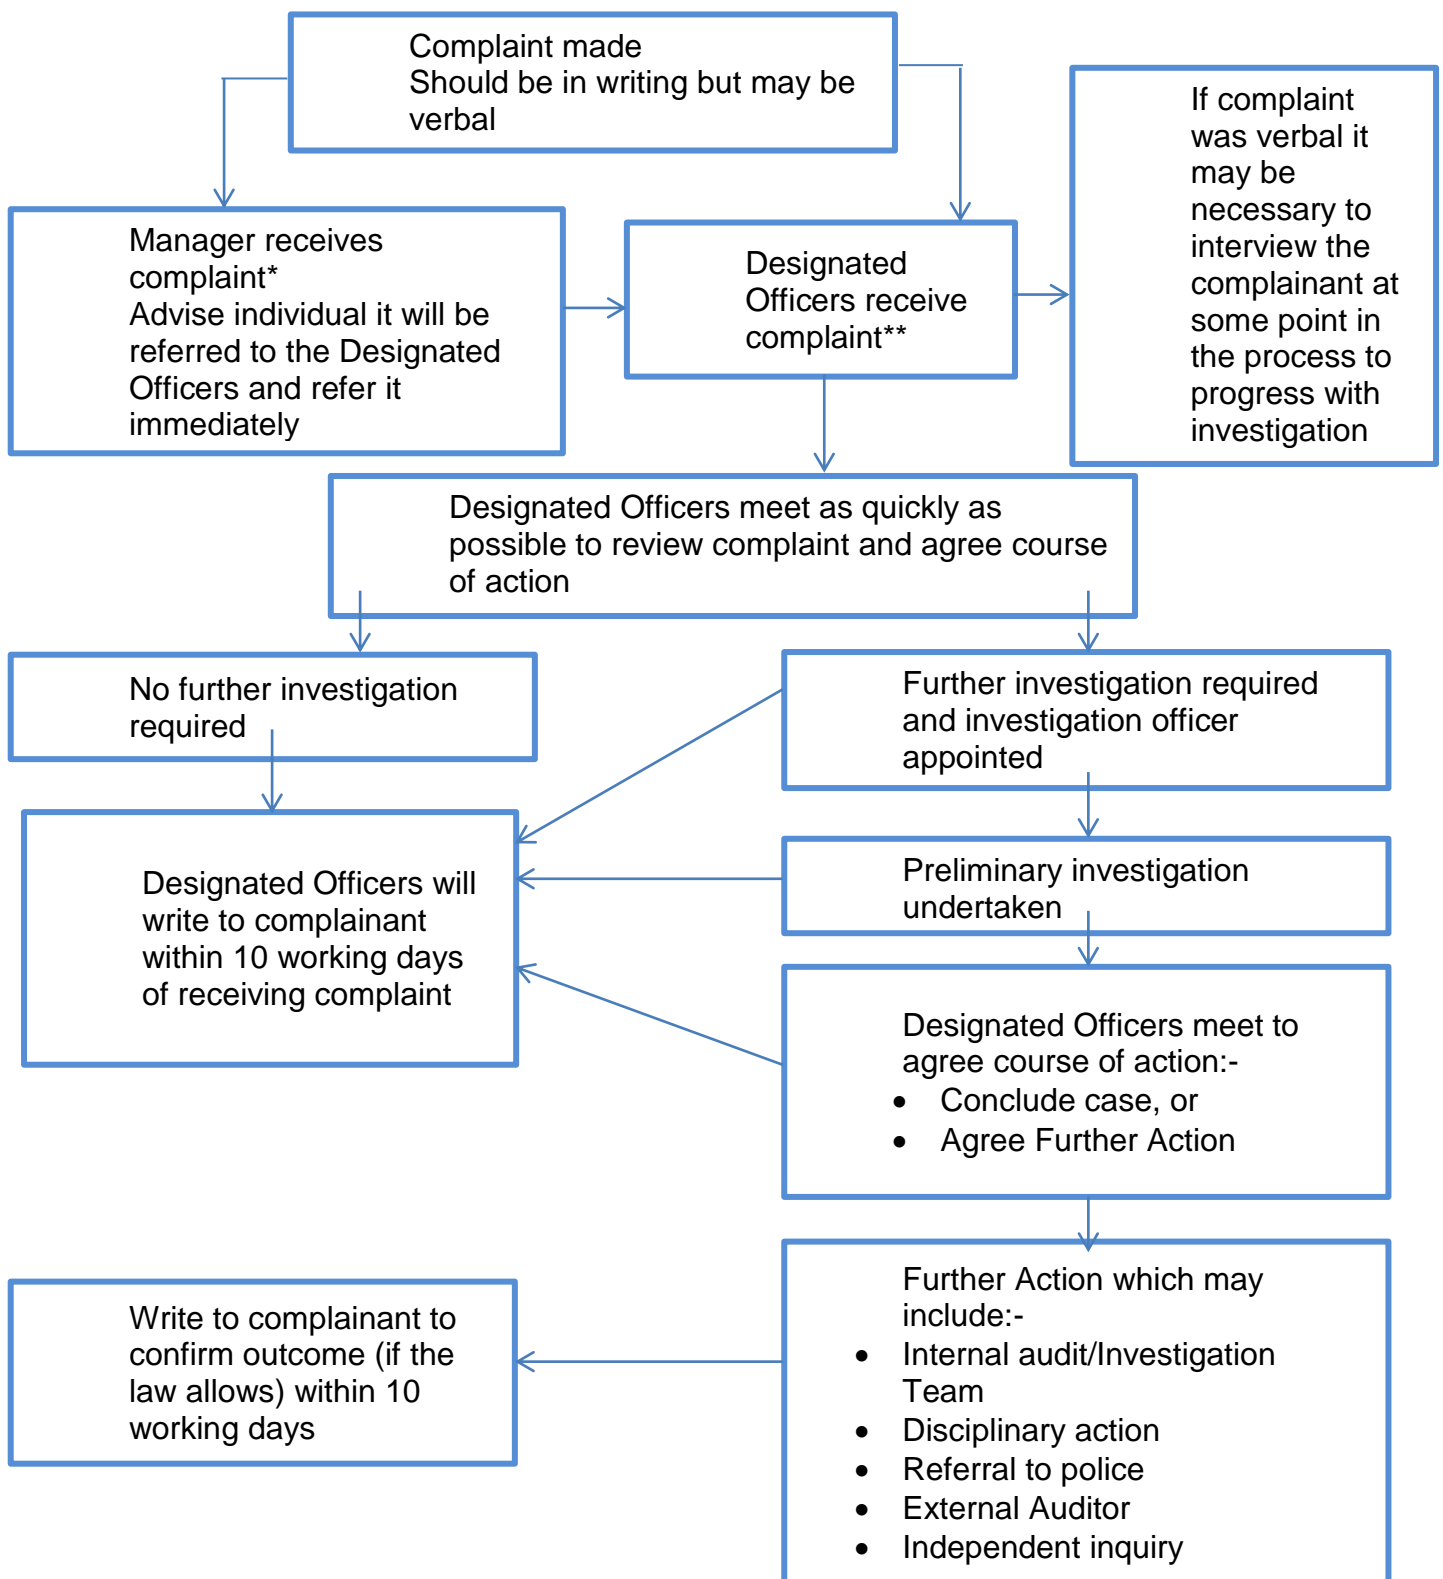 Complaint made
Should be in writing but may be
verbal
If complaint
was verbal it
may be
necessary to
interview the
complainant at
some point in
the process to
progress with
investigation
Manager receives
complaint*
Advise individual it will be
referred to the Designated
Officers and refer it
immediately
Designated
Officers receive
complaint**
Designated Officers meet as quickly as
possible to review complaint and agree course
of action
No further investigation
required
Further investigation required
and investigation officer
appointed
Designated Officers will
write to complainant
within 10 working days
of receiving complaint
Preliminary investigation
undertaken
Designated Officers meet to
agree course of action:-
• Conclude case, or
• Agree Further Action
Write to complainant to
confirm outcome (if the
law allows) within 10
working days
Further Action which may
include:-
• Internal audit/Investigation
Team
• Disciplinary action
• Referral to police
• External Auditor
• Independent inquiry